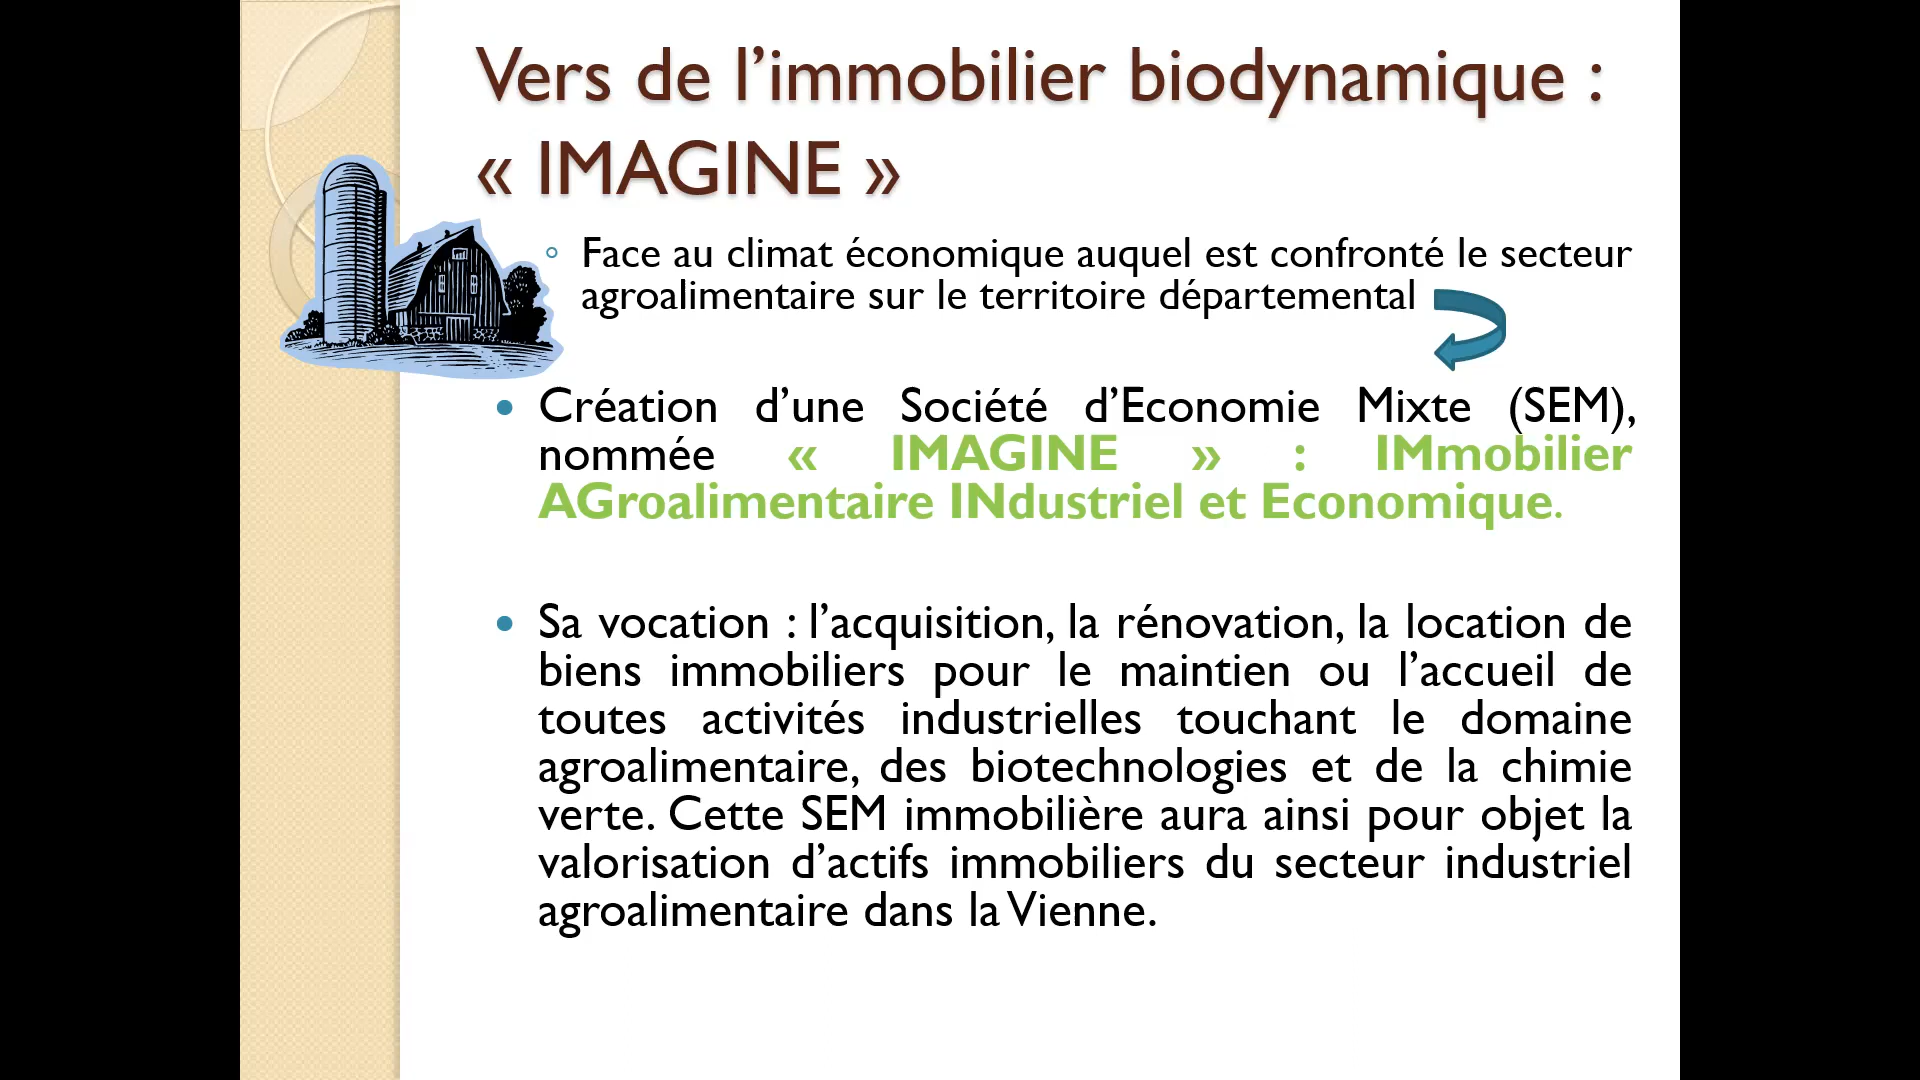 Vers de l’immobilier biodynamique :
« IMAGINE »
Face au climat économique auquel est confronté le secteur
agroalimentaire sur le territoire départemental
Création d’une Société d’Economie Mixte (SEM),
nommée « IMAGINE » : IMmobilier
AGroalimentaire INdustriel et Economique.
Sa vocation : l’acquisition, la rénovation, la location de
biens immobiliers pour le maintien ou l’accueil de
toutes activités industrielles touchant le domaine
agroalimentaire, des biotechnologies et de la chimie
verte. Cette SEM immobilière aura ainsi pour objet la
valorisation d’actifs immobiliers du secteur industriel
agroalimentaire dans la Vienne.